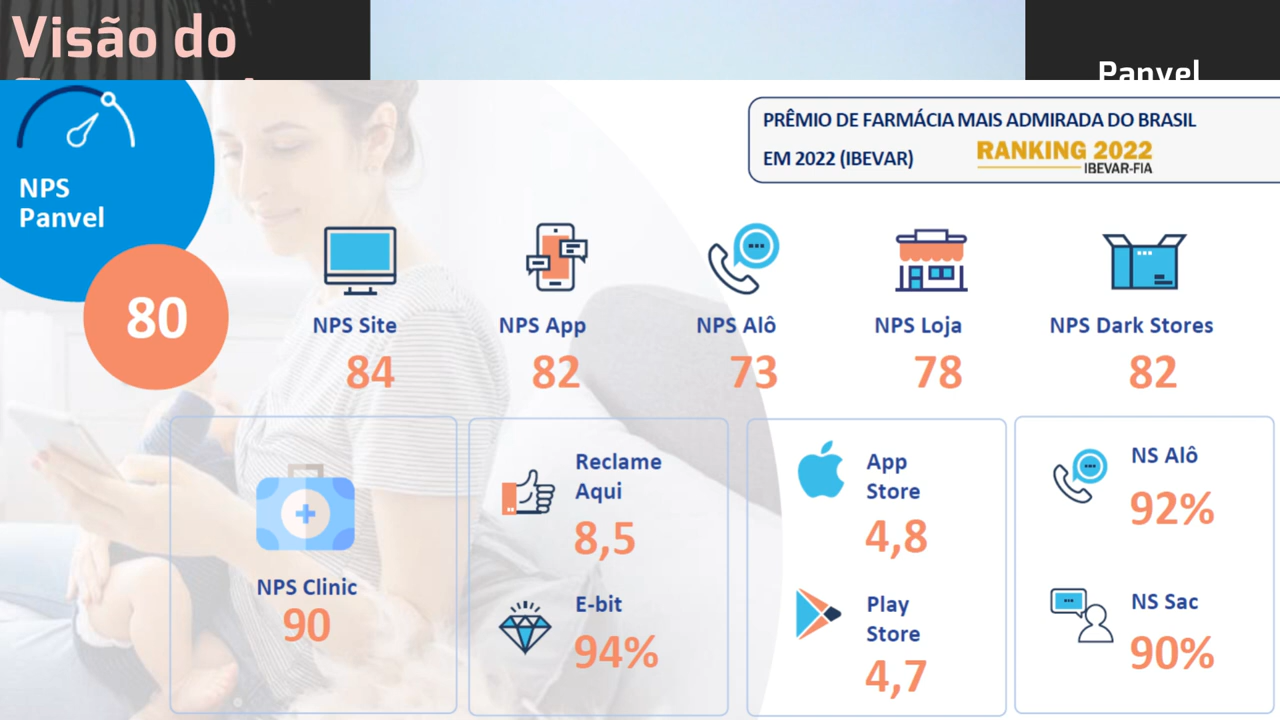 Visão do
Panvel
NPS
Panvel
80
PRÊMIO DE FARMÁCIA MAIS ADMIRADA DO BRASIL
EM 2022 (IBEVAR)
RANKING 2022
IBEVAR-FIA
NPS Site
84
NPS App
82
NPS Alô
73
NPS Loja
78
NPS Dark Stores
82
NPS Clinic
90
Reclame
Aqui
8,5
E-bit
94%
App
Store
4,8
Play
Store
4,7
NS Alô
92%
NS Sac
90%